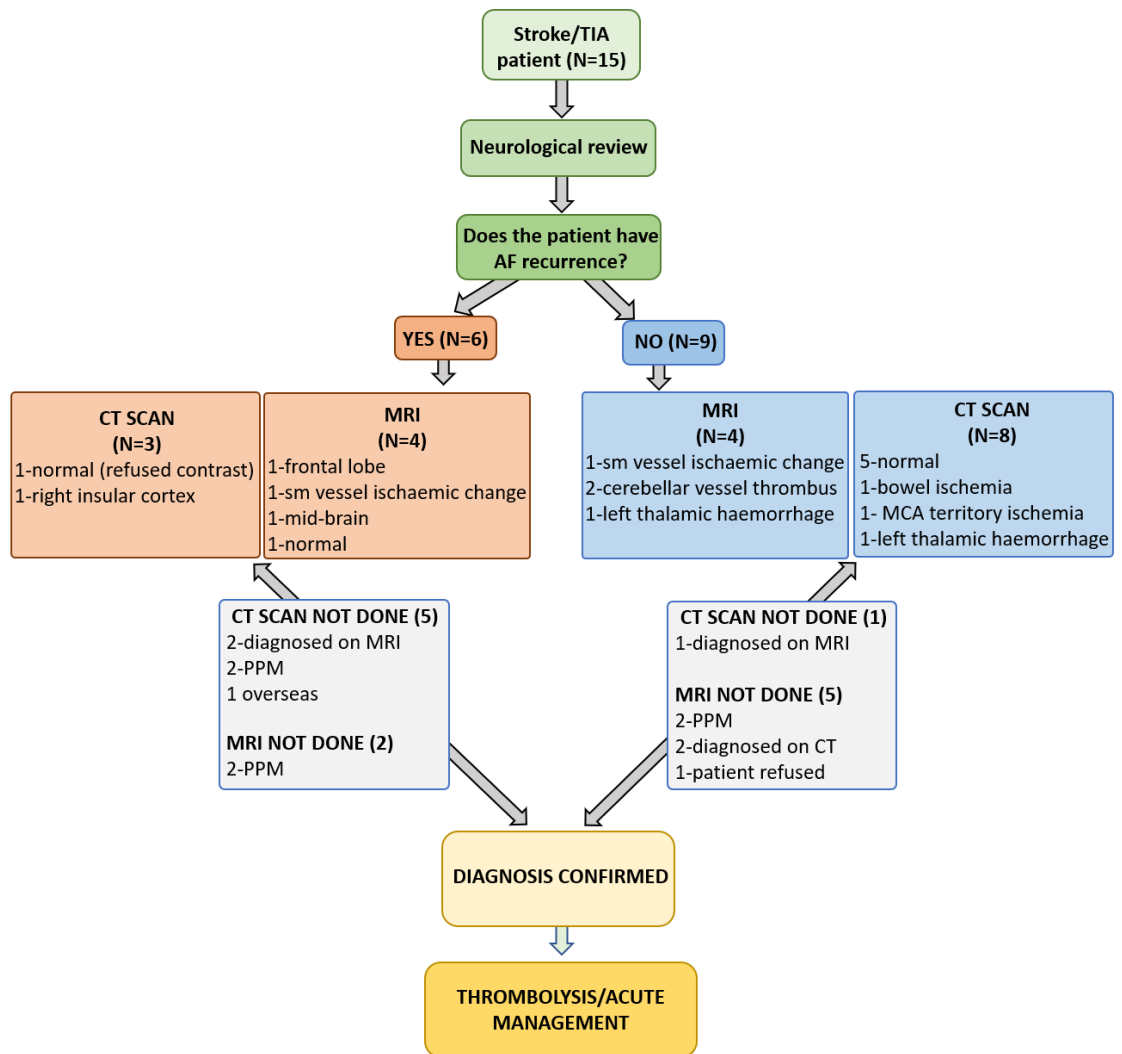 Stroke/TIA
patient (N=15)
Neurological review
Does the patient have
AF recurrence?
YES (N=6)
NO (N=9)
CT SCAN
(N=3)
1-normal (refused contrast)
1-right insular cortex
MRI
(N=4)
1-frontal lobe
1-sm vessel ischaemic change
1-mid-brain
1-normal
MRI
(N=4)
1-sm vessel ischaemic change
2-cerebellar vessel thrombus
1-left thalamic haemorrhage
CT SCAN
(N=8)
5-normal
1-bowel ischemia
1- MCA territory ischemia
1-left thalamic haemorrhage
CT SCAN NOT DONE (5)
2-diagnosed on MRI
2-PPM
1 overseas
MRI NOT DONE (2)
2-PPM
CT SCAN NOT DONE (1)
1-diagnosed on MRI
MRI NOT DONE (5)
2-PPM
2-diagnosed on CT
1-patient refused
DIAGNOSIS CONFIRMED
THROMBOLYSIS/ACUTE
MANAGEMENT